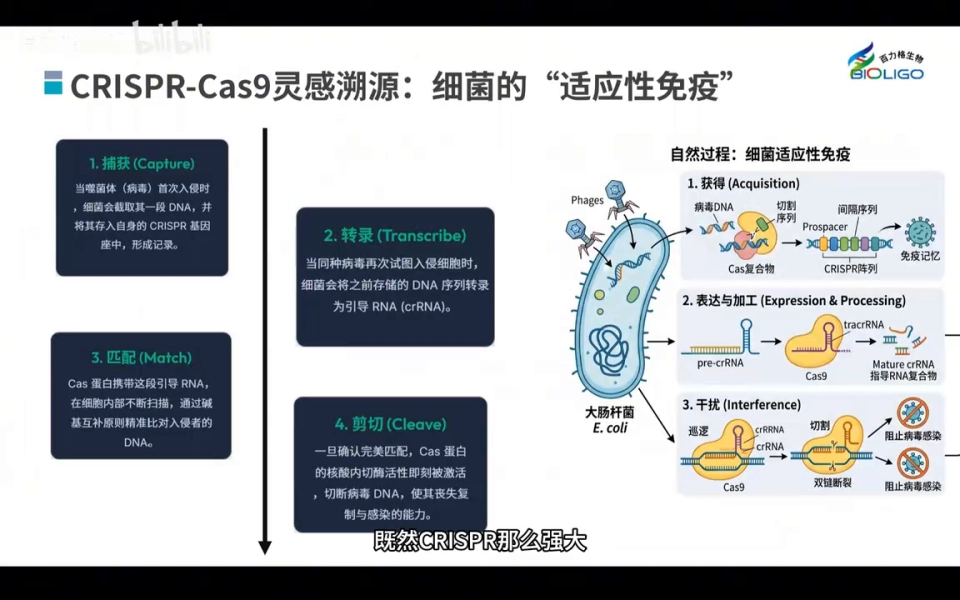 bilibili
CRISPR-Cas9灵感溯源：细菌的“适应性免疫”
百力格生物
BIOLIGO
1. 捕获 (Capture)
当噬菌体（病毒）首次入侵时
，细菌会截取其一段 DNA，并
将其存入自身的 CRISPR 基因
座中，形成记录。
2. 转录 (Transcribe)
当同种病毒再次试图入侵细胞时，
细菌会将之前存储的 DNA 序列转录
为引导 RNA (crRNA)。
3. 匹配 (Match)
Cas 蛋白携带这段引导 RNA，
在细胞内部不断扫描，通过碱
基互补原则精准比对入侵者的
DNA。
4. 剪切 (Cleave)
一旦确认完美匹配，Cas 蛋白
的核酸内切酶活性即刻被激活
，切断病毒 DNA，使其丧失复
制与感染的能力。
自然过程：细菌适应性免疫
Phages
大肠杆菌
E. coli
1. 获得 (Acquisition)
病毒DNA
切割
序列
Cas复合物
间隔序列
Prospacer
CRISPR阵列
免疫记忆
2. 表达与加工 (Expression & Processing)
pre-crRNA
tracrRNA
Cas9
Mature crRNA
指导RNA复合物
3. 干扰 (Interference)
巡逻
crRRNA
crRNA
Cas9
切割
双链断裂
阻止病毒感染
阻止病毒感染
既然CRISPR那么强大